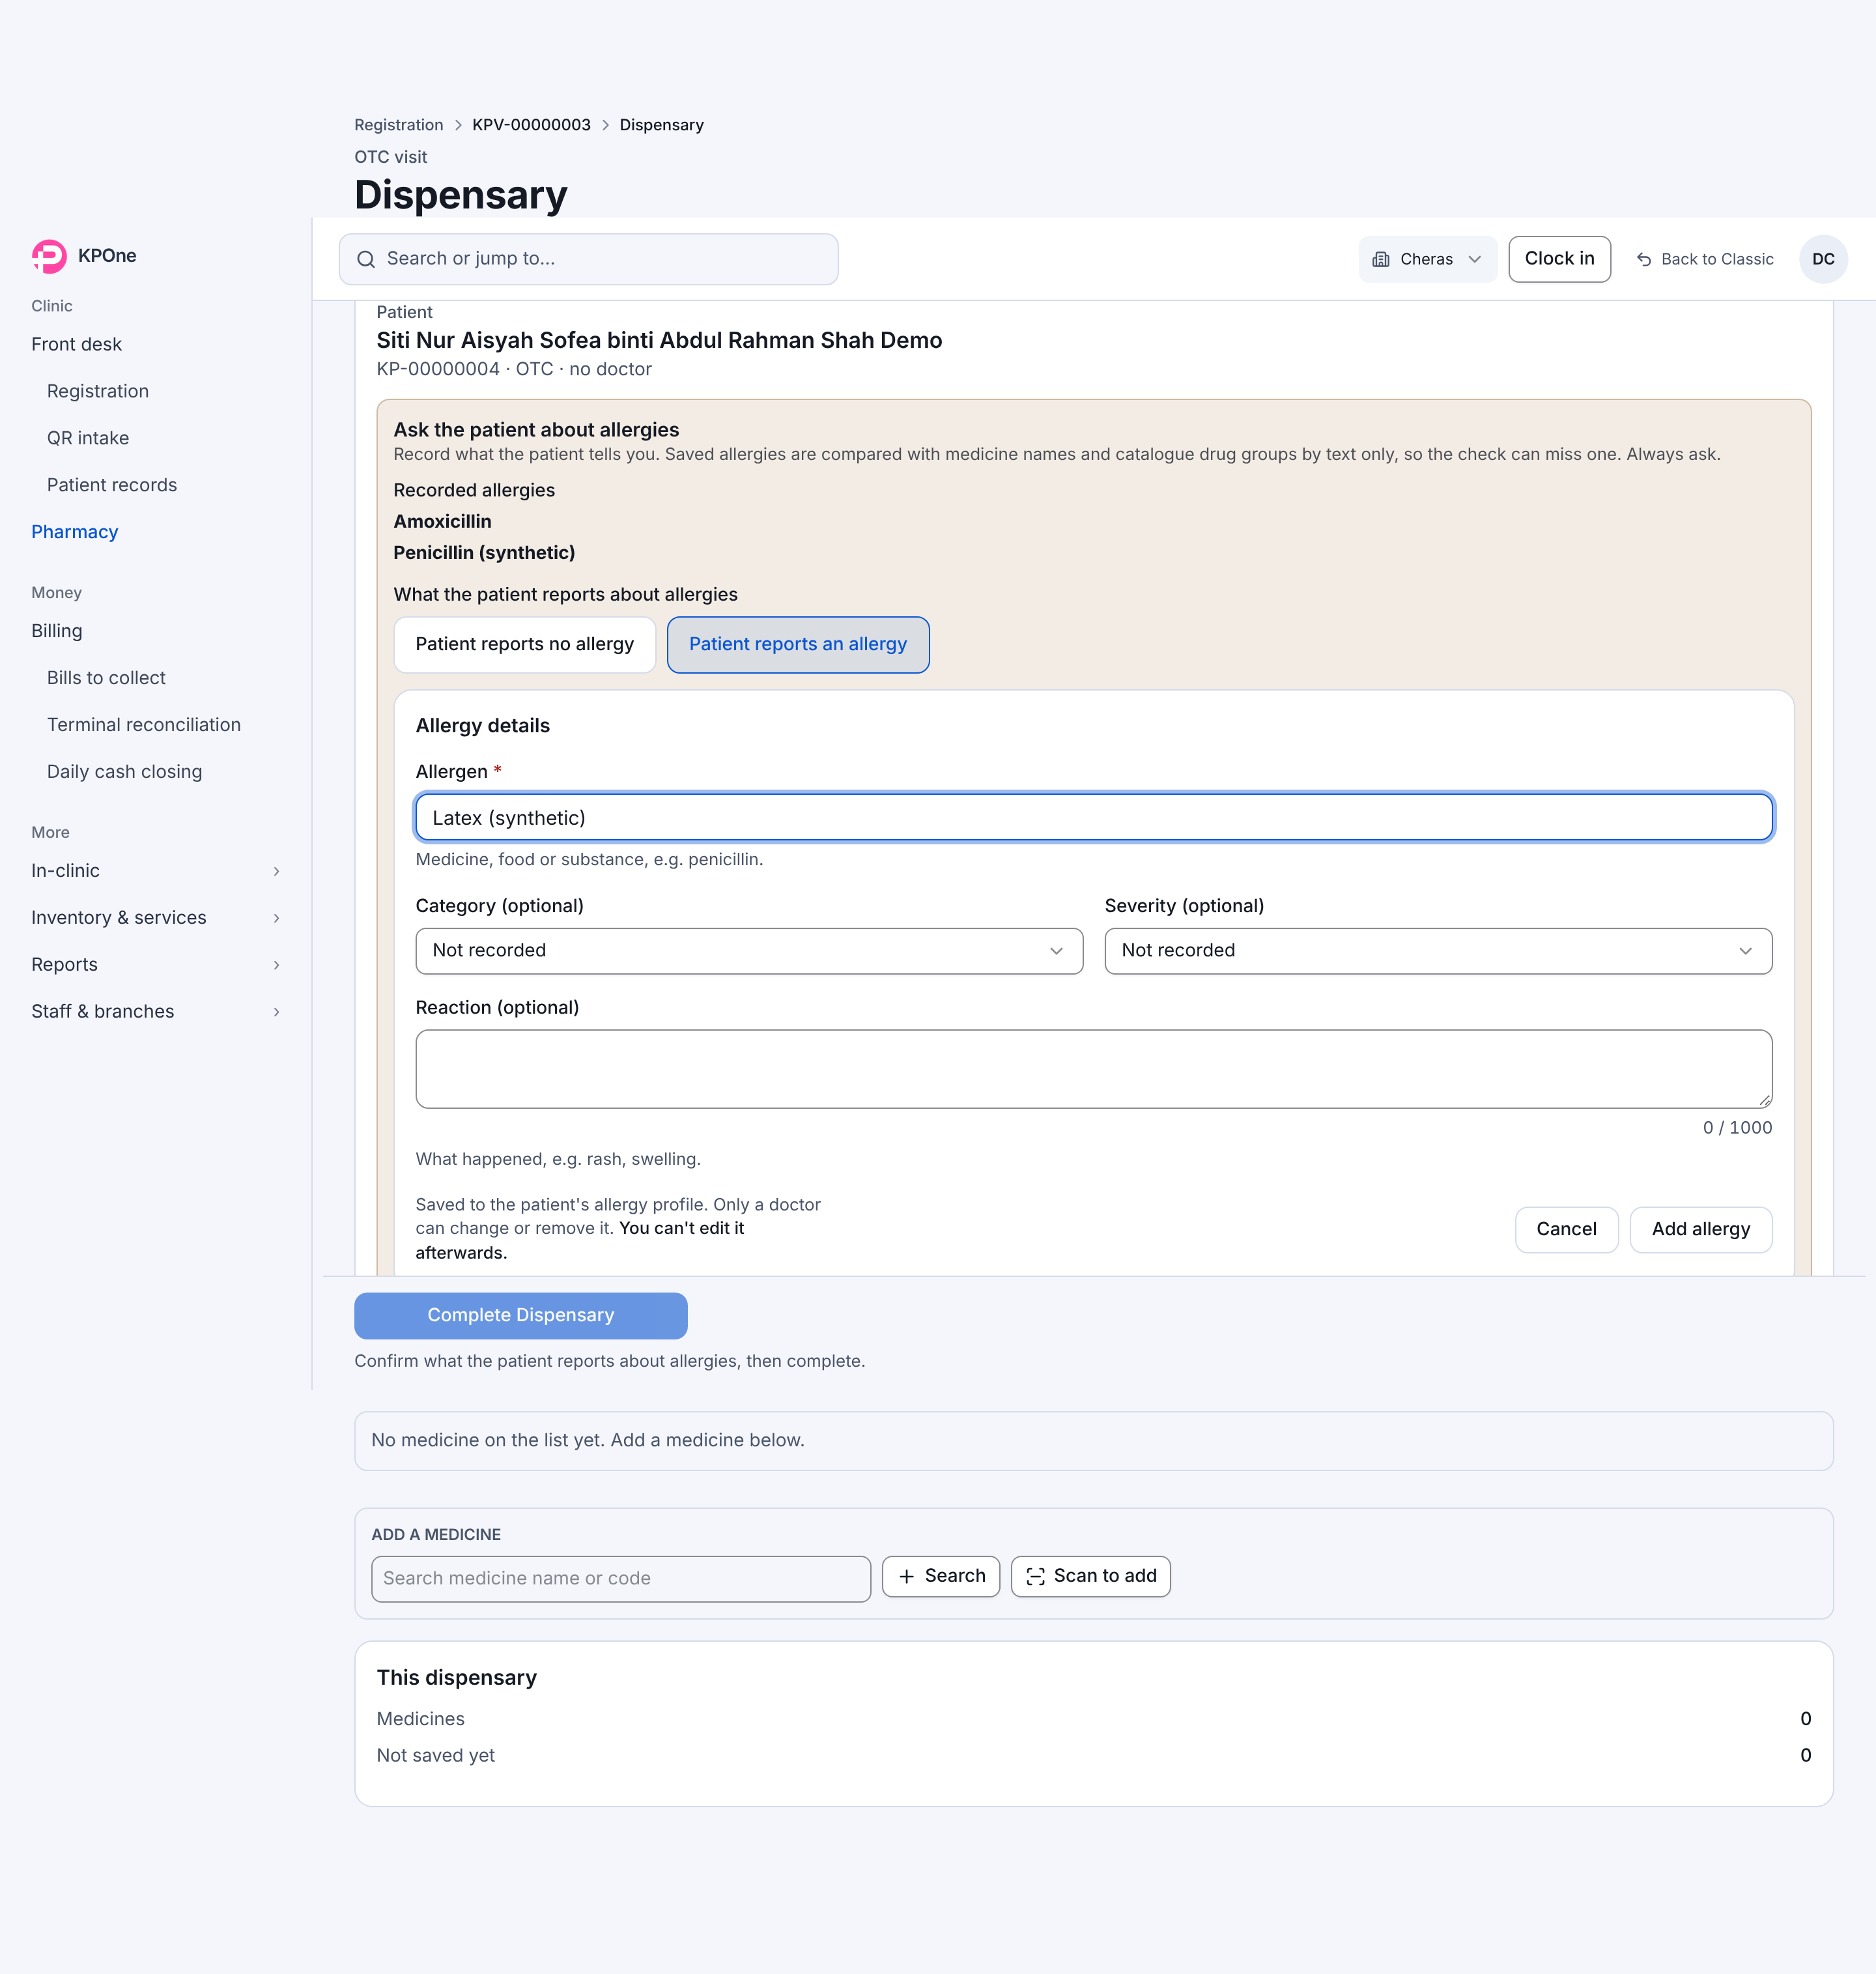 Registration > KPV-00000003 > Dispensary
OTC visit
Dispensary
KPOne
Search or jump to...
Cheras
Clock in
Back to Classic
DC
Clinic
Front desk
Registration
QR intake
Patient records
Pharmacy
Money
Billing
Bills to collect
Terminal reconciliation
Daily cash closing
More
In-clinic
Inventory & services
Reports
Staff & branches
Patient
Siti Nur Aisyah Sofea binti Abdul Rahman Shah Demo
KP-00000004 · OTC · no doctor
Ask the patient about allergies
Record what the patient tells you. Saved allergies are compared with medicine names and catalogue drug groups by text only, so the check can miss one. Always ask.
Recorded allergies
Amoxicillin
Penicillin (synthetic)
What the patient reports about allergies
Patient reports no allergy
Patient reports an allergy
Allergy details
Allergen *
Latex (synthetic)
Medicine, food or substance, e.g. penicillin.
Category (optional)
Severity (optional)
Not recorded
Not recorded
Reaction (optional)
0 / 1000
What happened, e.g. rash, swelling.
Saved to the patient's allergy profile. Only a doctor
can change or remove it. You can't edit it
afterwards.
Cancel
Add allergy
Complete Dispensary
Confirm what the patient reports about allergies, then complete.
No medicine on the list yet. Add a medicine below.
ADD A MEDICINE
Search medicine name or code
+ Search
Scan to add
This dispensary
Medicines 0
Not saved yet 0